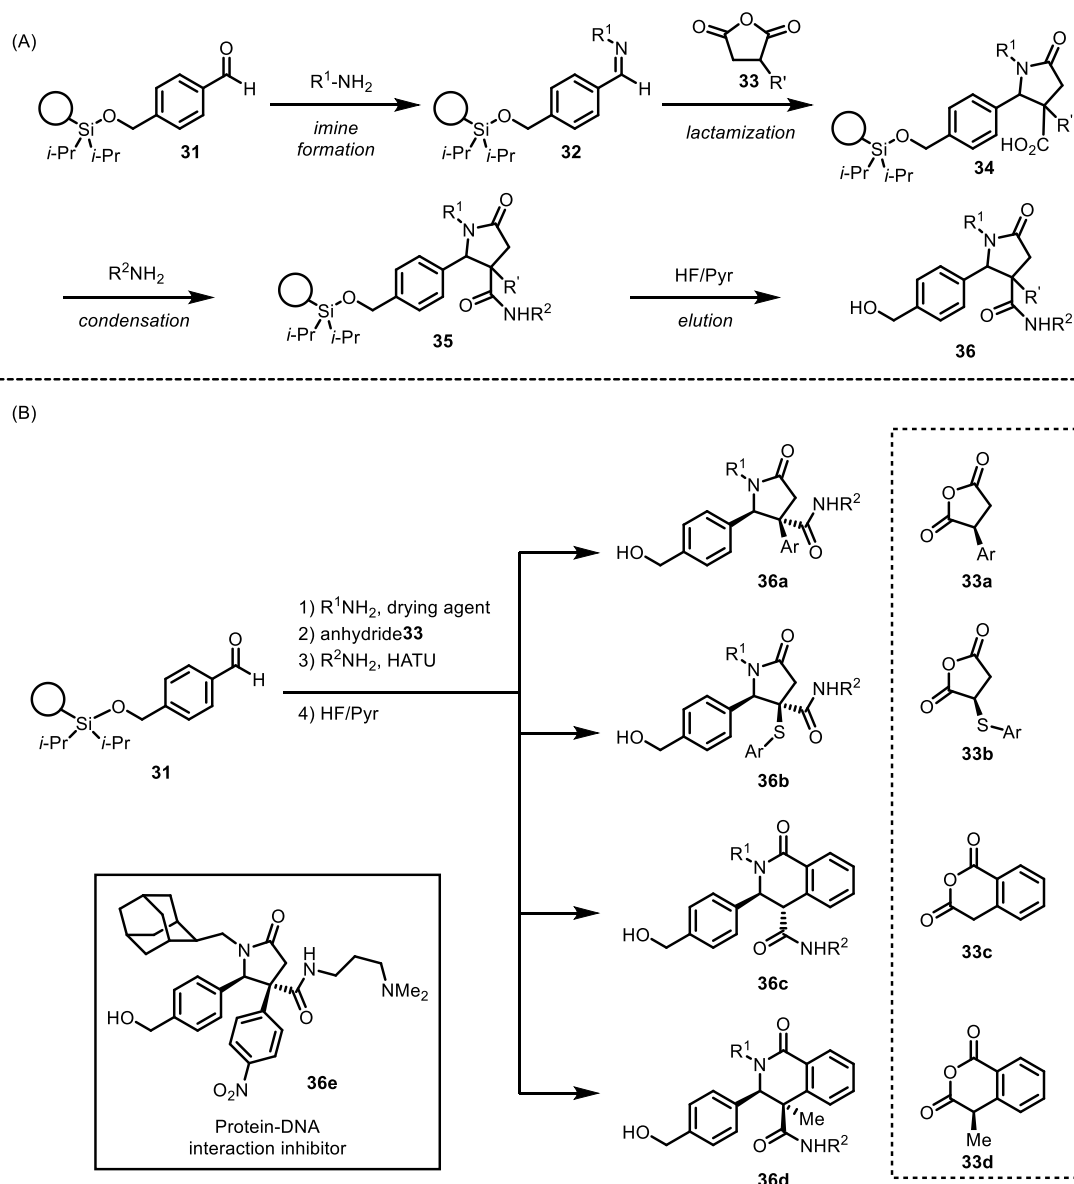 (A)
O
H
O
Si
i-Pr
i-Pr
31
R1-NH2
imine
formation
R1
N
H
O
Si
i-Pr
i-Pr
32
O
O
O
33
R'
lactamization
R1
N
O
R'
HO2C
O
Si
i-Pr
i-Pr
34
R2NH2
condensation
R1
N
O
R'
O
NHR2
O
Si
i-Pr
i-Pr
35
HF/Pyr
elution
R1
N
O
R'
O
NHR2
HO
36
(B)
O
H
O
Si
i-Pr
i-Pr
31
1) R1NH2, drying agent
2) anhydride33
3) R2NH2, HATU
4) HF/Pyr
R1
N
O
NHR2
O
Ar
HO
36a
O
O
O
Ar
33a
R1
N
O
NHR2
O
S
Ar
HO
36b
O
O
O
S
Ar
33b
R1
N
O
O
NHR2
HO
36c
O
O
O
33c
R1
N
O
Me
O
NHR2
HO
36d
O
O
O
Me
33d
O
N
H
N
NMe2
O
HO
O2N
36e
Protein-DNA
interaction inhibitor